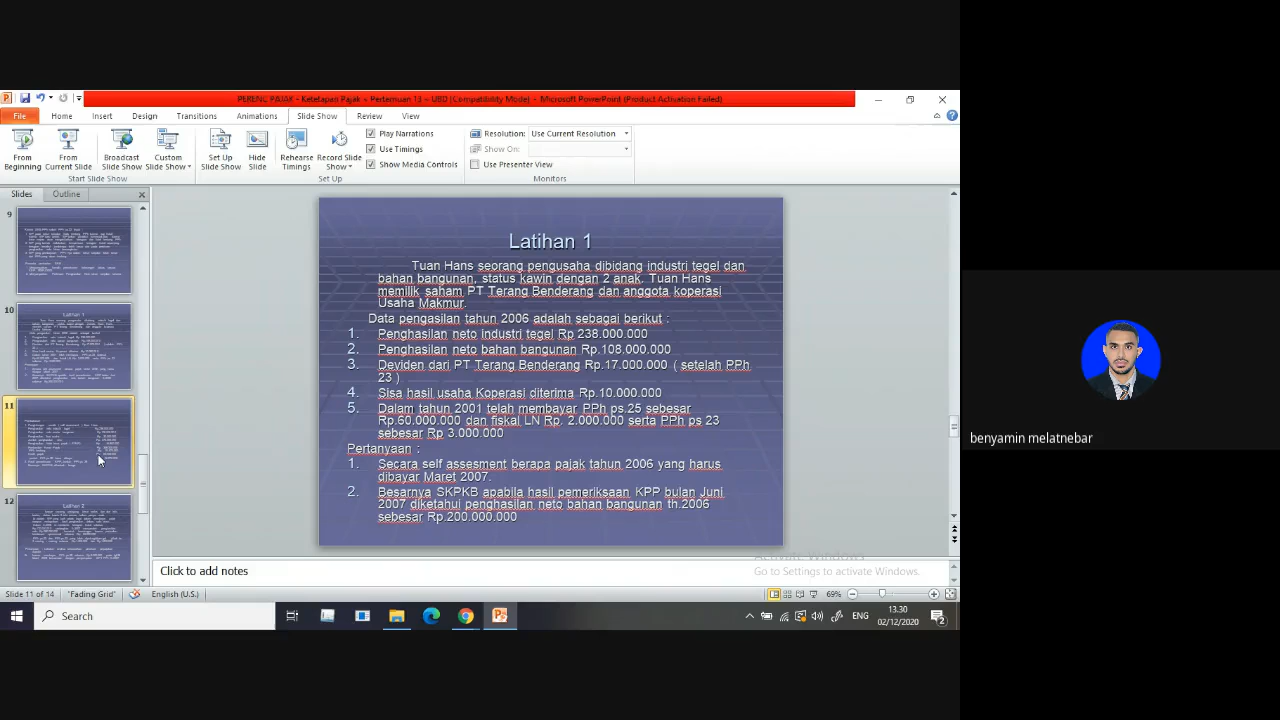 PERENC PAJAK - Ketetapan Pajak + Pertemuan 13 -- UBD [Compatibility Mode] - Microsoft PowerPoint (Product Activation Failed)
File Home Insert Design Transitions Animations Slide Show Review View
From Beginning
From Current Slide
Broadcast Slide Show
Custom Slide Show
Start Slide Show
Set Up Slide Show
Hide Slide
Rehearse Timings
Record Slide Show
Play Narrations
Use Timings
Show Media Controls
Set Up
Resolution: Use Current Resolution
Show On:
Use Presenter View
Monitors
Slides Outline
9
10
Latihan 1
11
12
Latihan 2
Latihan 1
Tuan Hans seorang pengusaha dibidang industri tegel dan
bahan bangunan, status kawin dengan 2 anak. Tuan Hans
memilik saham PT Terang Benderang dan anggota koperasi
Usaha Makmur.
Data pengasilan tahun 2006 adalah sebagai berikut :
1. Penghasilan neto industri tegel Rp 238.000.000
2. Penghasilan neto bahan bangunan Rp.108.000.000
3. Deviden dari PT Terang Benderang Rp.17.000.000 ( setelah PPh
23 )
4. Sisa hasil usaha Koperasi diterima Rp.10.000.000
5. Dalam tahun 2001 telah membayar PPh ps.25 sebesar
Rp.60.000.000 dan fiskal LN Rp. 2.000.000 serta PPh ps 23
sebesar Rp 3.000.000
Pertanyaan :
1. Secara self assesment berapa pajak tahun 2006 yang harus
dibayar Maret 2007.
2. Besarnya SKPKB apabila hasil pemeriksaan KPP bulan Juni
2007 diketahui penghasilan neto bahan bangunan th.2006
sebesar Rp.200.000.000
Activate Windows
Go to Settings to activate Windows.
Click to add notes
Slide 11 of 14 "Fading Grid" English (U.S.) 69%
Search
ENG
13.30
02/12/2020
2
benyamin melatnebar